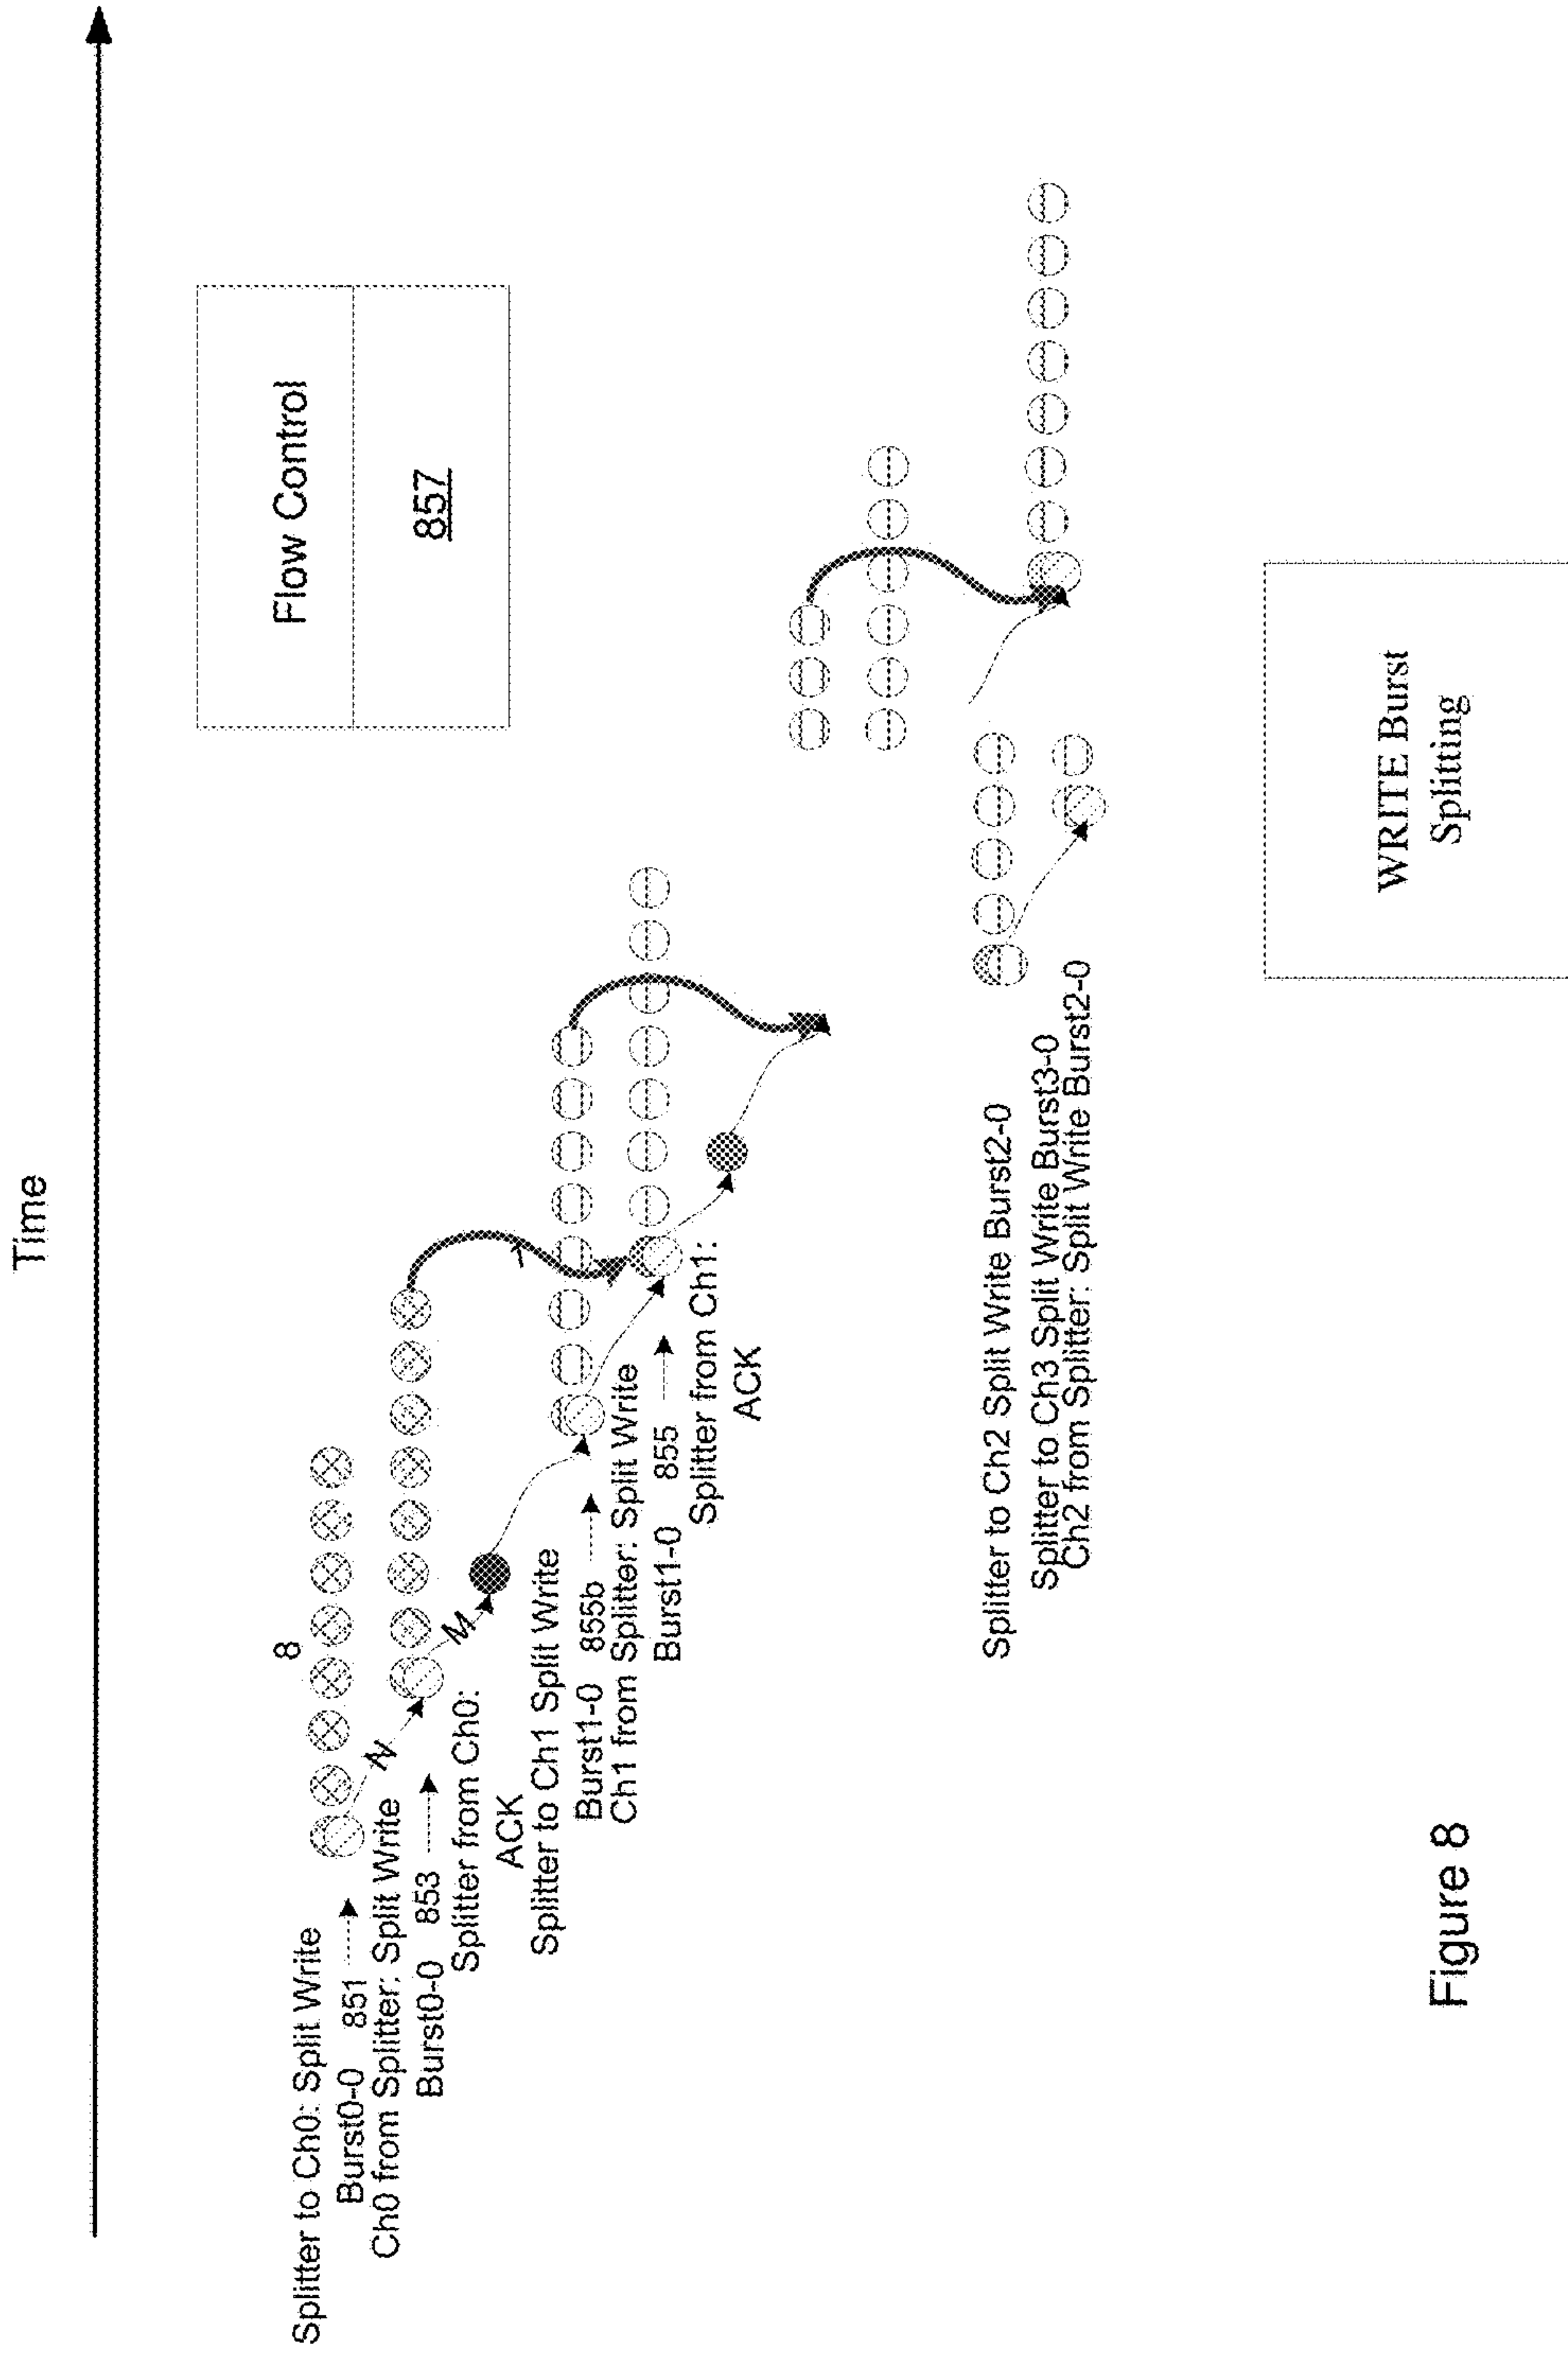 Time
Flow Control
857
8
Splitter to Ch0: Split Write
Burst0-0 851
Ch0 from Splitter: Split Write
Burst0-0 853
Splitter from Ch0:
ACK
N
M
Splitter to Ch1 Split Write
Burst1-0 855b
Ch1 from Splitter: Split Write
Burst1-0 855
Splitter from Ch1:
ACK
Splitter to Ch2 Split Write Burst2-0
Splitter to Ch3 Split Write Burst3-0
Ch2 from Splitter: Split Write Burst2-0
WRITE Burst
Splitting
Figure 8